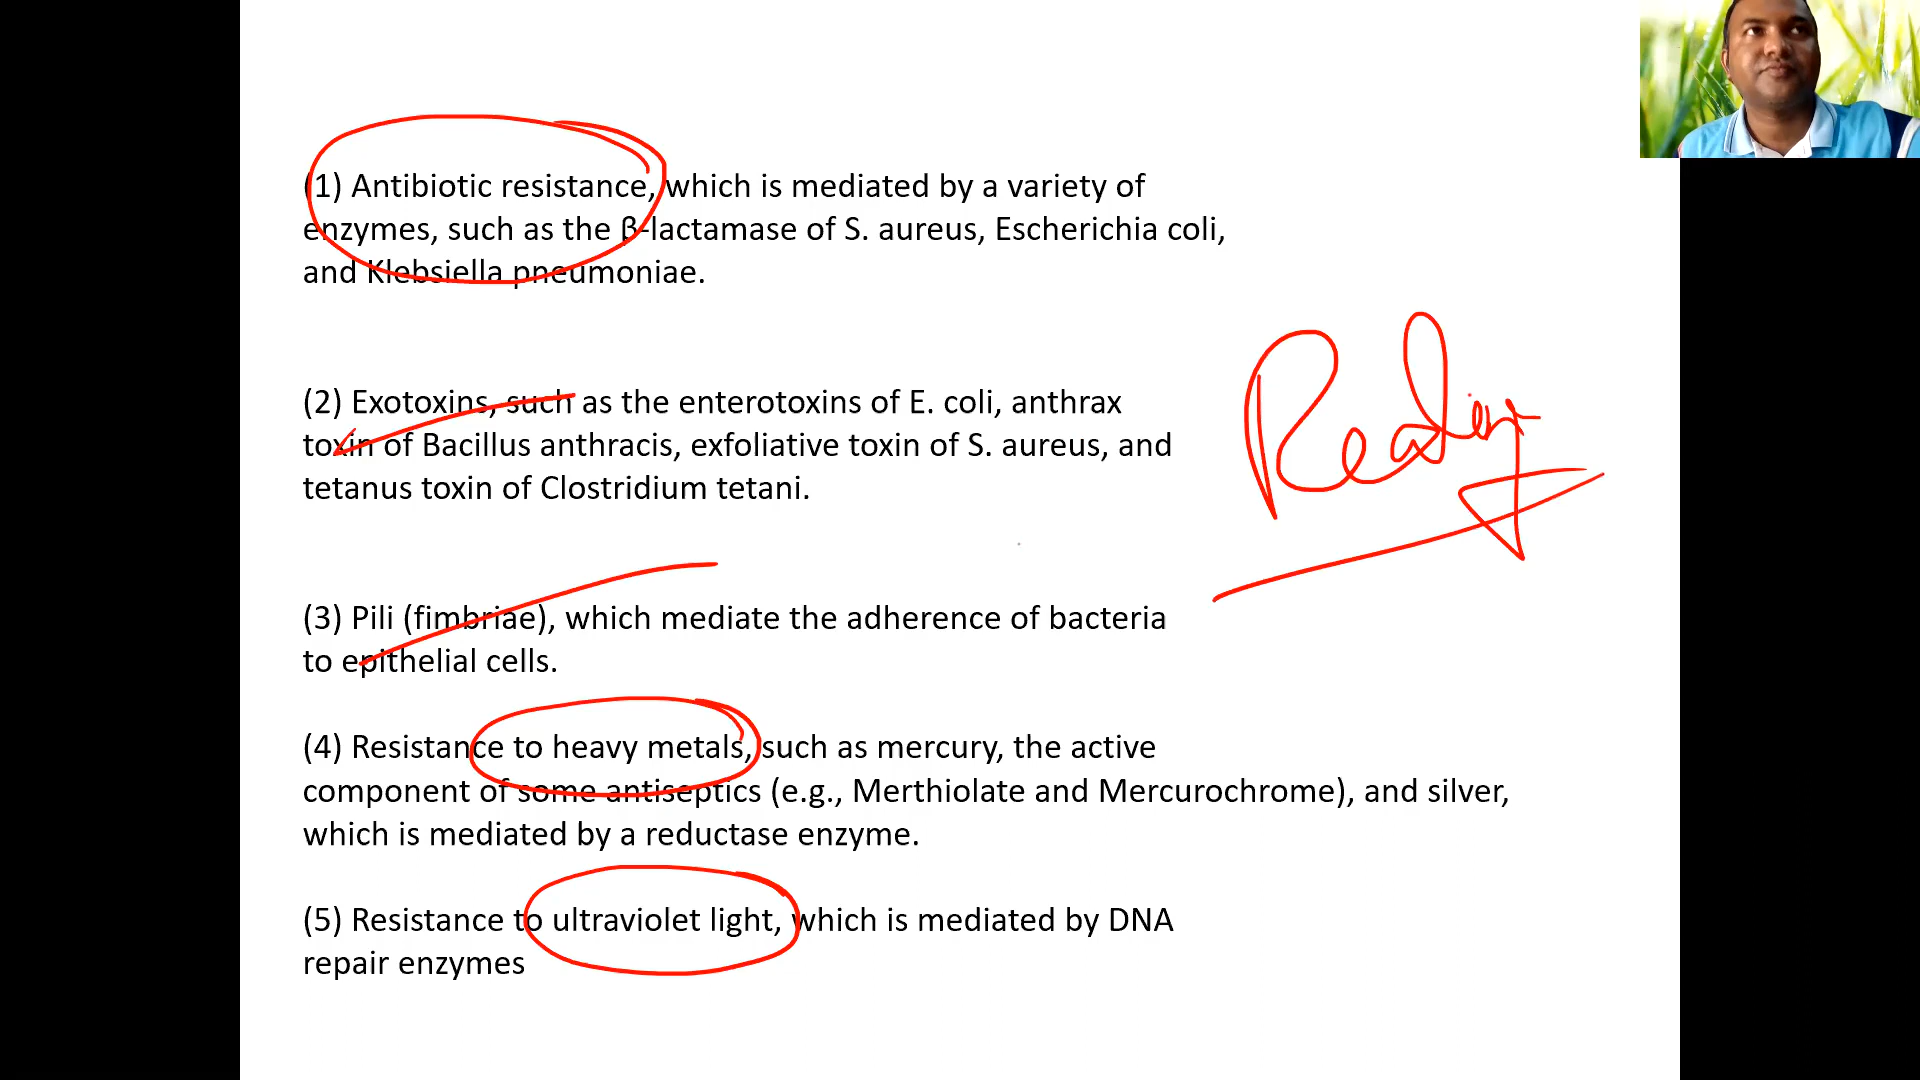 (1) Antibiotic resistance, which is mediated by a variety of
enzymes, such as the β-lactamase of S. aureus, Escherichia coli,
and Klebsiella pneumoniae.
(2) Exotoxins, such as the enterotoxins of E. coli, anthrax
toxin of Bacillus anthracis, exfoliative toxin of S. aureus, and
tetanus toxin of Clostridium tetani.
(3) Pili (fimbriae), which mediate the adherence of bacteria
to epithelial cells.
(4) Resistance to heavy metals, such as mercury, the active
component of some antiseptics (e.g., Merthiolate and Mercurochrome), and silver,
which is mediated by a reductase enzyme.
(5) Resistance to ultraviolet light, which is mediated by DNA
repair enzymes